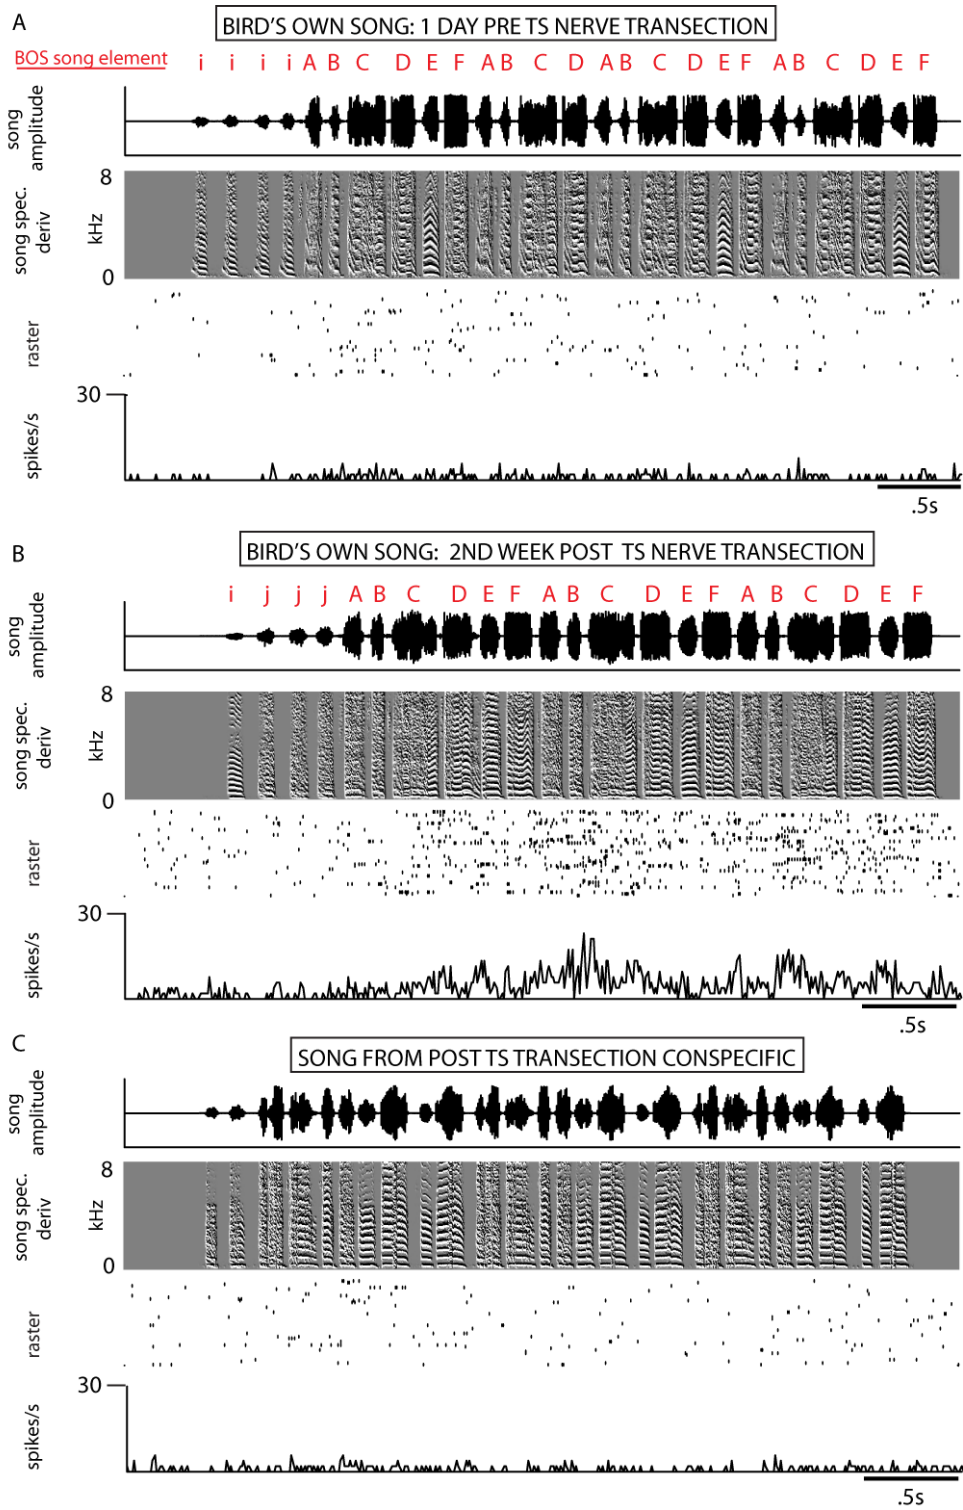 A
BIRD'S OWN SONG: 1 DAY PRE TS NERVE TRANSECTION
BOS song element
i i i i A B C D E F A B C D A B C D E F A B C D E F
song amplitude
8
song spec. deriv
kHz
0
raster
30
spikes/s
.5s
B
BIRD'S OWN SONG: 2ND WEEK POST TS NERVE TRANSECTION
i j j j A B C D E F A B C D E F A B C D E F
song amplitude
8
song spec. deriv
kHz
0
raster
30
spikes/s
.5s
C
SONG FROM POST TS TRANSECTION CONSPECIFIC
song amplitude
8
song spec. deriv
kHz
0
raster
30
spikes/s
.5s